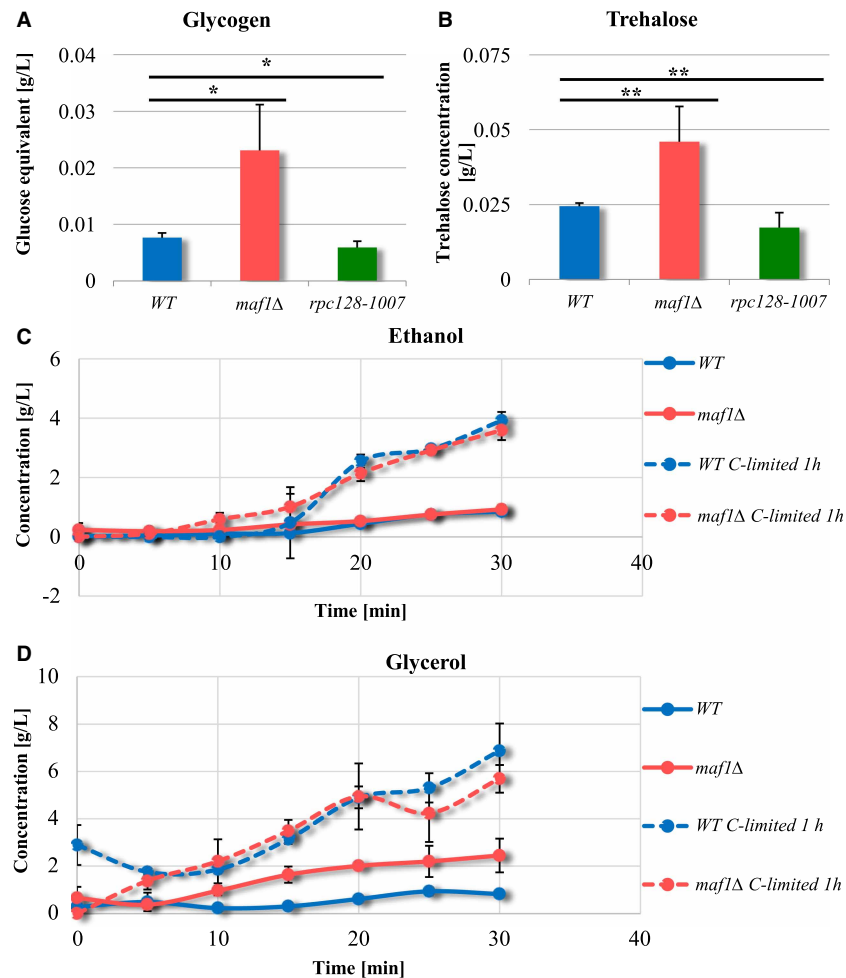 A
Glycogen
Glucose equivalent [g/L]
0.04
0.03
0.02
0.01
0
*
*
WT
maf1Δ
rpc128-1007
B
Trehalose
Trehalose concentration
[g/L]
0.075
0.05
0.025
0
**
**
WT
maf1Δ
rpc128-1007
C
Ethanol
Concentration [g/L]
6
4
2
0
-2
0
10
20
30
40
Time [min]
WT
maf1Δ
WT C-limited 1h
maf1Δ C-limited 1h
D
Glycerol
Concentration [g/L]
10
8
6
4
2
0
0
10
20
30
40
Time [min]
WT
maf1Δ
WT C-limited 1 h
maf1Δ C-limited 1h